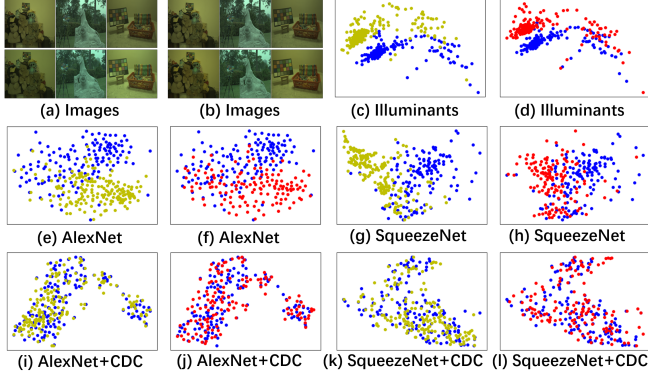 (a) Images
(b) Images
(c) Illuminants
(d) Illuminants
(e) AlexNet
(f) AlexNet
(g) SqueezeNet
(h) SqueezeNet
(i) AlexNet+CDC
(j) AlexNet+CDC
(k) SqueezeNet+CDC
(l) SqueezeNet+CDC